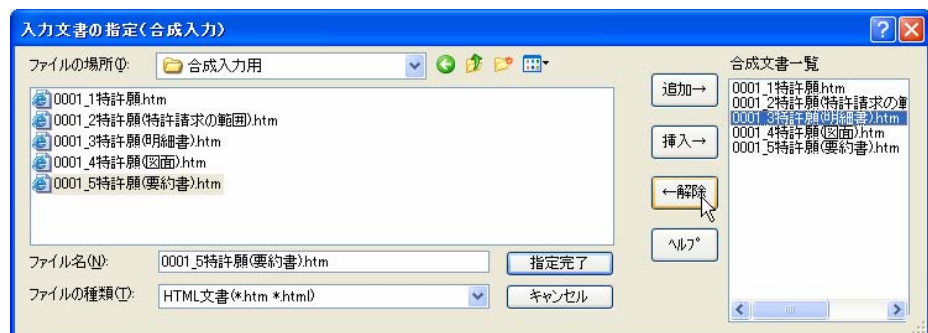 入力文書の指定(合成入力)
ファイルの場所(I):
合成入力用
0001_1特許願.htm
0001_2特許願(特許請求の範囲).htm
0001_3特許願(明細書).htm
0001_4特許願(図面).htm
0001_5特許願(要約書).htm
ファイル名(N):
0001_5特許願(要約書).htm
指定完了
ファイルの種類(T):
HTML文書(*.htm *.html)
キャンセル
追加→
挿入→
←解除
ヘルプ
合成文書一覧
0001_1特許願.htm
0001_2特許願(特許請求の範
0001_3特許願(明細書).htm
0001_4特許願(図面).htm
0001_5特許願(要約書).htm